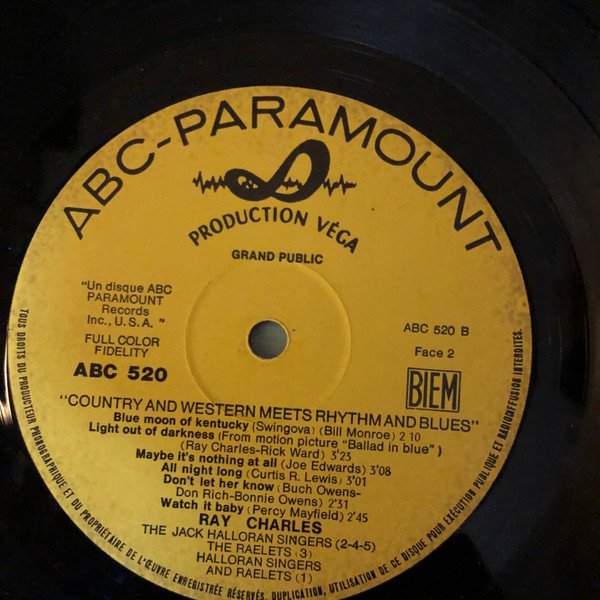 ABC-PARAMOUNT
PRODUCTION VÉGA
GRAND PUBLIC
"Un disque ABC
PARAMOUNT
Records
Inc., U.S.A. "
FULL COLOR
FIDELITY
ABC 520
ABC 520 B
Face 2
BIEM
"COUNTRY AND WESTERN MEETS RHYTHM AND BLUES"
Blue moon of kentucky (Swingova) (Bill Monroe) 2'10
Light out of darkness (From motion picture "Ballad in blue" )
(Ray Charles-Rick Ward) 3'23
Maybe it's nothing at all (Joe Edwards) 3'08
All night long (Curtis R. Lewis) 3'01
Don't let her know (Buch Owens-
Don Rich-Bonnie Owens) 2'31
Watch it baby (Percy Mayfield) 2'45
RAY CHARLES
THE JACK HALLORAN SINGERS (2-4-5)
THE RAELETS (3)
HALLORAN SINGERS
AND RAELETS (1)
TOUS DROITS DU PRODUCTEUR PHONOGRAPHIQUE ET DU PROPRIÉTAIRE DE L'ŒUVRE ENREGISTRÉE RÉSERVÉS. DUPLICATION, UTILISATION DE CE DISQUE POUR EXÉCUTION PUBLIQUE ET RADIODIFFUSION INTERDITES.